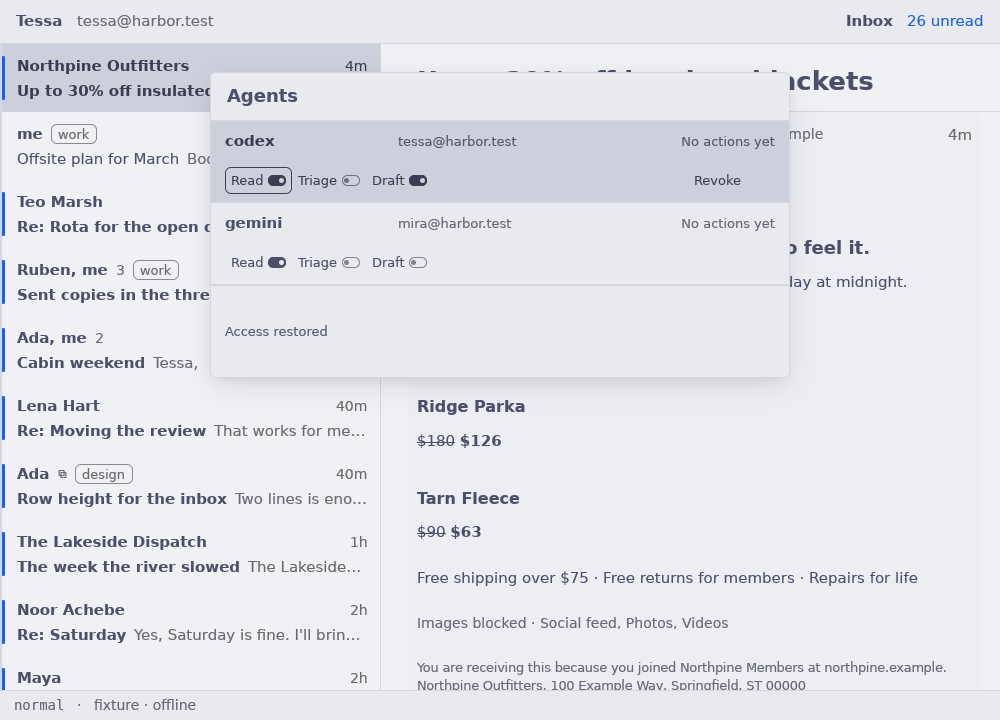 Tessa tessa@harbor.test Inbox 26 unread
Northpine Outfitters 4m
Up to 30% off insulated
me work
Offsite plan for March
Teo Marsh
Re: Rota for the open
Ruben, me 3 work
Sent copies in the
Ada, me 2
Cabin weekend Tessa,
Lena Hart 40m
Re: Moving the review That works for me…
Ada design 40m
Row height for the inbox Two lines is eno…
The Lakeside Dispatch 1h
The week the river slowed The Lakeside…
Noor Achebe 2h
Re: Saturday Yes, Saturday is fine. I'll brin…
Maya 2h
Agents
codex tessa@harbor.test No actions yet
Read Triage Draft Revoke
gemini mira@harbor.test No actions yet
Read Triage Draft
Access restored
4m
feel it.
at midnight.
Ridge Parka
$180 $126
Tarn Fleece
$90 $63
Free shipping over $75 · Free returns for members · Repairs for life
Images blocked · Social feed, Photos, Videos
You are receiving this because you joined Northpine Members at northpine.example.
Northpine Outfitters, 100 Example Way, Springfield, ST 00000
normal · fixture · offline